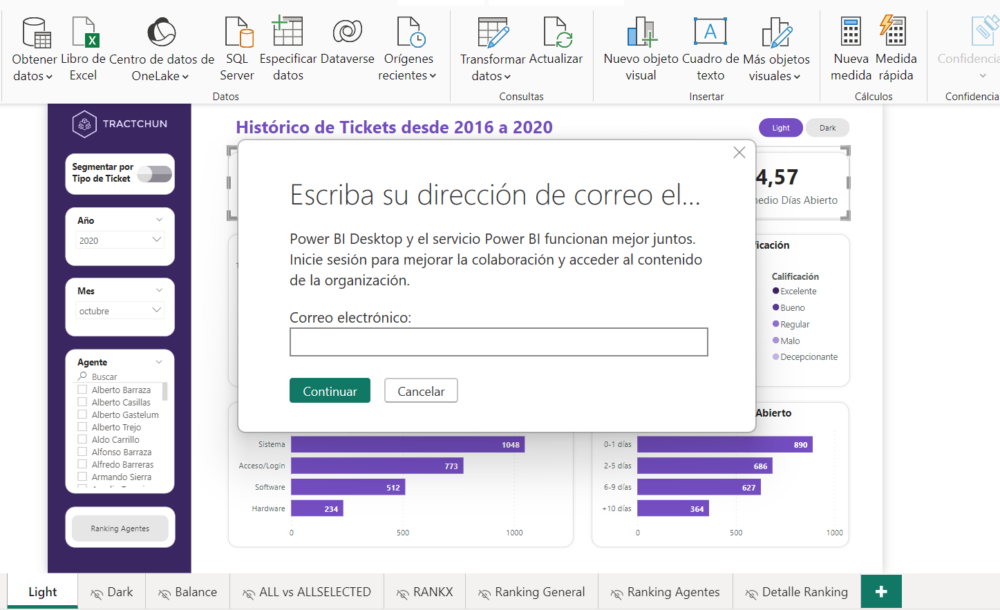 Obtener datos
Libro de Excel
Centro de datos de OneLake
SQL Server
Especificar datos
Dataverse
Orígenes recientes
Transformar datos
Actualizar
Nuevo objeto visual
Cuadro de texto
Más objetos visuales
Nueva medida
Medida rápida
Confidencia
Datos
Consultas
Insertar
Cálculos
Confidencia
TRACTCHUN
Histórico de Tickets desde 2016 a 2020
Light
Dark
Segmentar por
Tipo de Ticket
Año
2020
Mes
octubre
Agente
Buscar
Alberto Barraza
Alberto Casillas
Alberto Gastelum
Alberto Trejo
Aldo Carrillo
Alfonso Barraza
Alfredo Barreras
Armando Sierra
Ranking Agentes
Escriba su dirección de correo el...
Power BI Desktop y el servicio Power BI funcionan mejor juntos.
Inicie sesión para mejorar la colaboración y acceder al contenido
de la organización.
Correo electrónico:
Continuar
Cancelar
4,57
edio Días Abierto
ficación
Calificación
Excelente
Bueno
Regular
Malo
Decepcionante
Sistema 1048
Acceso/Login 773
Software 512
Hardware 234
0 500 1000
Abierto
0-1 días 890
2-5 días 686
6-9 días 627
+10 días 364
0 500 1000
Light
Dark
Balance
ALL vs ALLSELECTED
RANKX
Ranking General
Ranking Agentes
Detalle Ranking